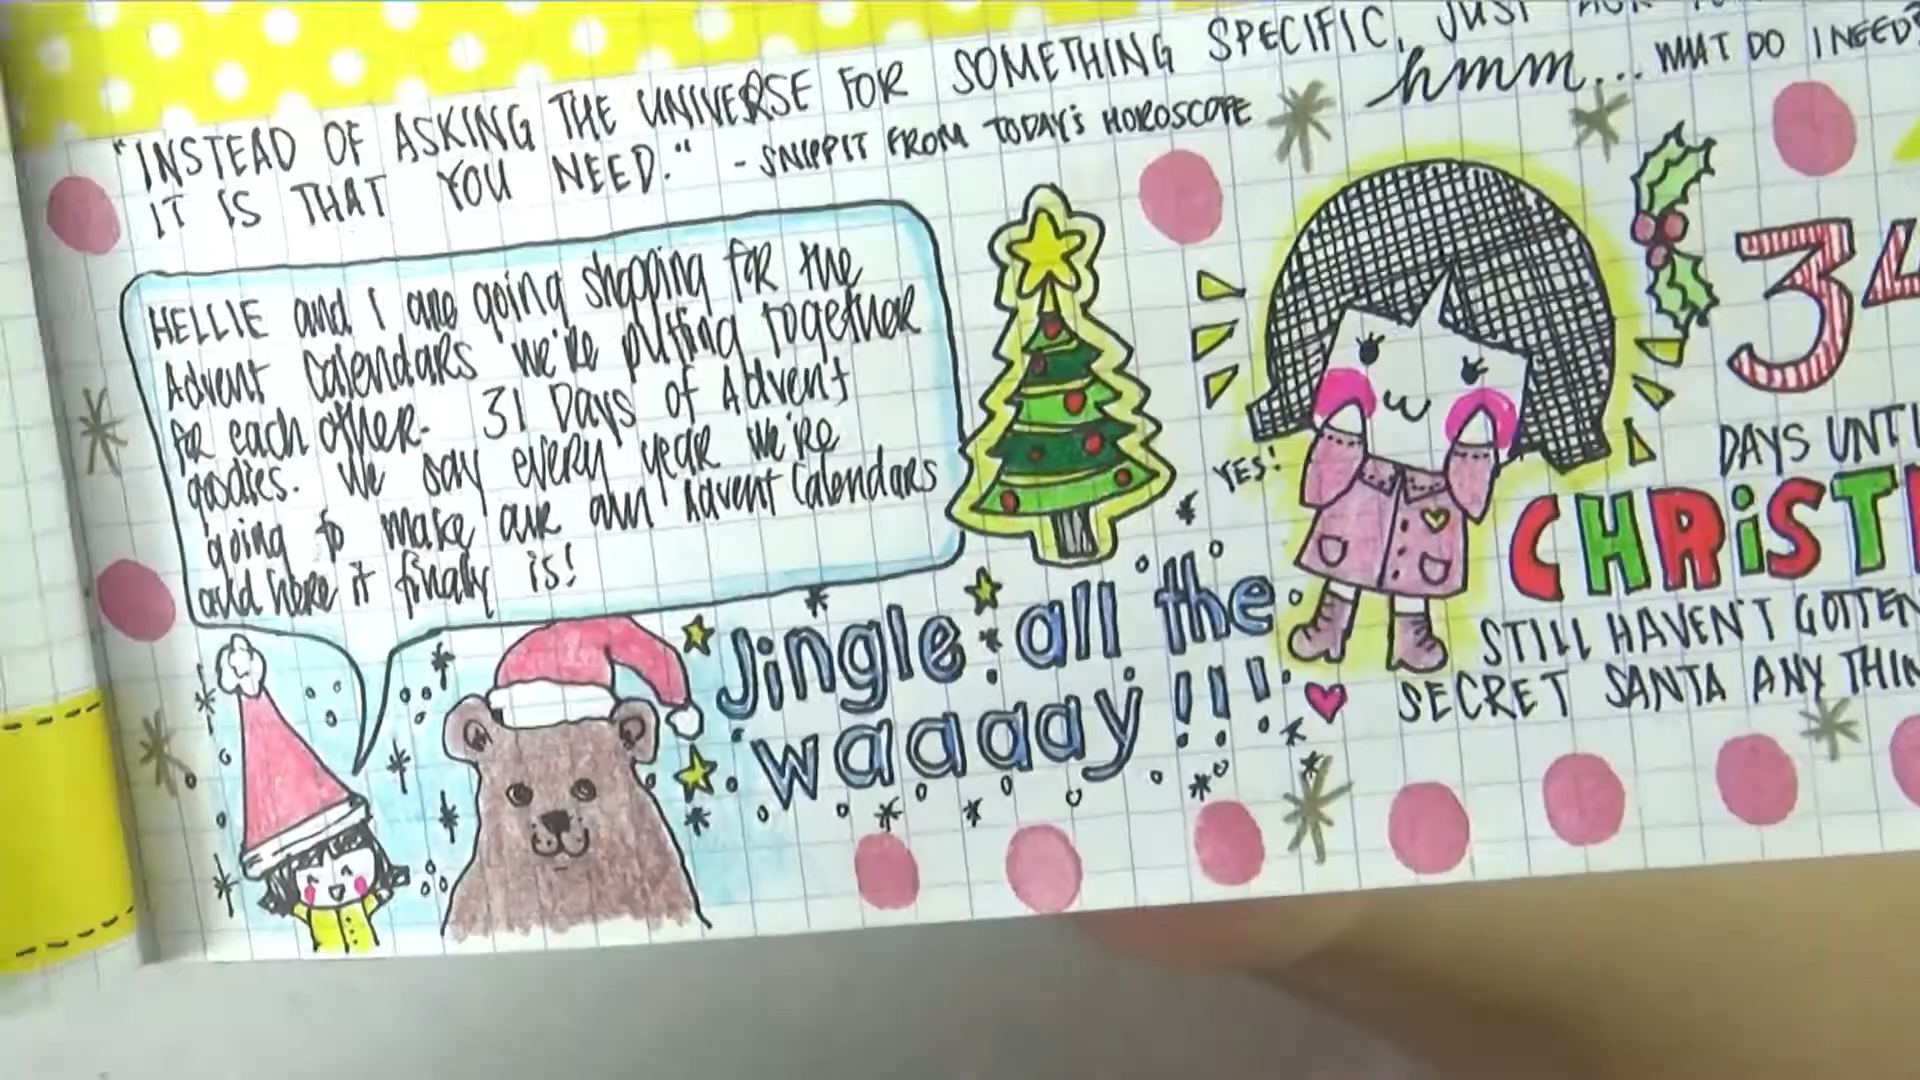 "INSTEAD OF ASKING THE UNIVERSE FOR SOMETHING SPECIFIC, JUST
IT IS THAT YOU NEED." - SNIPPIT FROM TODAY'S HOROSCOPE
hmm... WHAT DO I NEED?
HELLIE and I are going shopping for the
Advent Calendars we're putting together
for each other. 31 Days of Advent
goodies. We say every year we're
going to make our own Advent Calendars
and here it finally is!
YES!
34
DAYS UNTI
CHRIST
STILL HAVEN'T GOTTEN
SECRET SANTA ANY THIN
Jingle all the
waaaay!!!